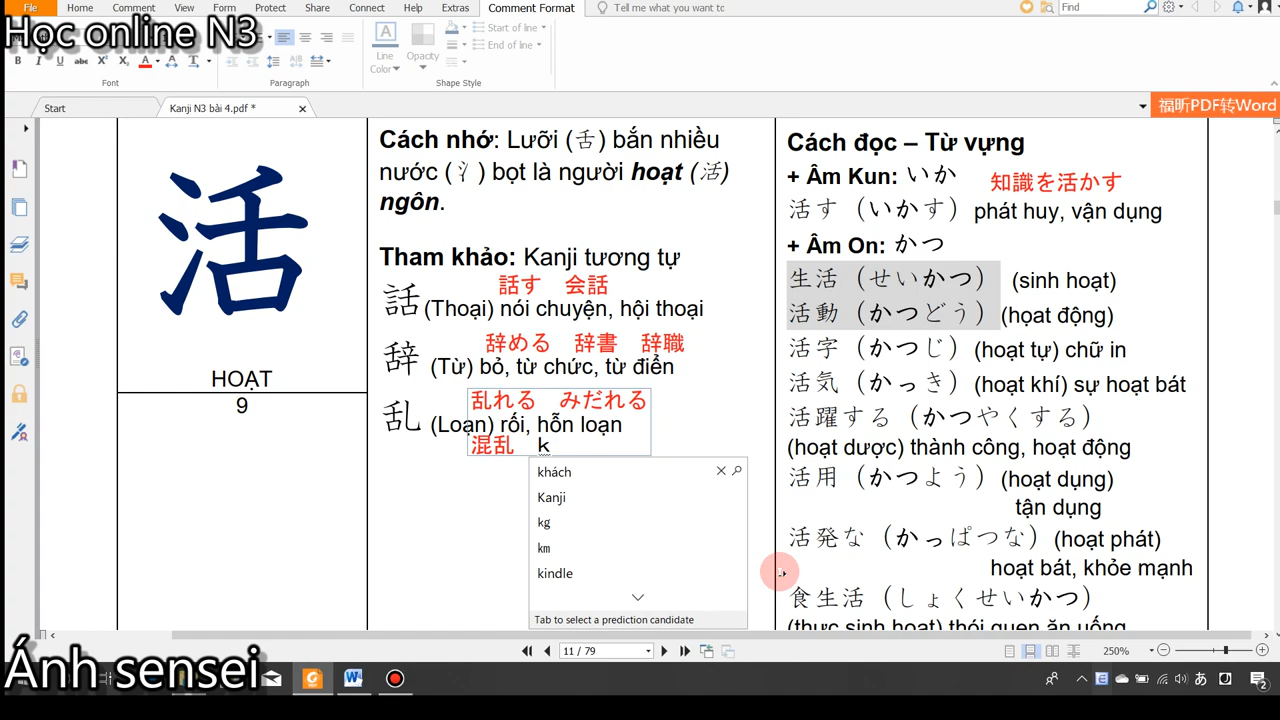 File Home Comment View Form Protect Share Connect Help Extras Comment Format Tell me what you want to Find
Học online N3
Start of line
End of line
Line Color
Opacity
Font Paragraph Shape Style
Start Kanji N3 bài 4.pdf * 福昕PDF转Word
活
HOẠT
9
Cách nhớ: Lưỡi (舌) bắn nhiều
nước (氵) bọt là người hoạt (活)
ngôn.
Tham khảo: Kanji tương tự
話す 会話
話 (Thoại) nói chuyện, hội thoại
辞める 辞書 辞職
辞 (Từ) bỏ, từ chức, từ điển
乱れる みだれる
乱 (Loạn) rối, hỗn loạn
混乱 k
khách
Kanji
kg
km
kindle
Tab to select a prediction candidate
Cách đọc – Từ vựng
+ Âm Kun: いか 知識を活かす
活す (いかす) phát huy, vận dụng
+ Âm On: かつ
生活 (せいかつ) (sinh hoạt)
活動 (かつどう) (họat động)
活字 (かつじ) (hoạt tự) chữ in
活気 (かっき) (hoạt khí) sự hoạt bát
活躍する (かつやくする)
(hoạt dược) thành công, hoạt động
活用 (かつよう) (hoạt dụng)
tận dụng
活発な (かっぱつな) (hoạt phát)
hoạt bát, khỏe mạnh
食生活 (しょくせいかつ)
(thực sinh hoạt) thói quen ăn uống
11 / 79 250%
Ánh sensei
あ 2